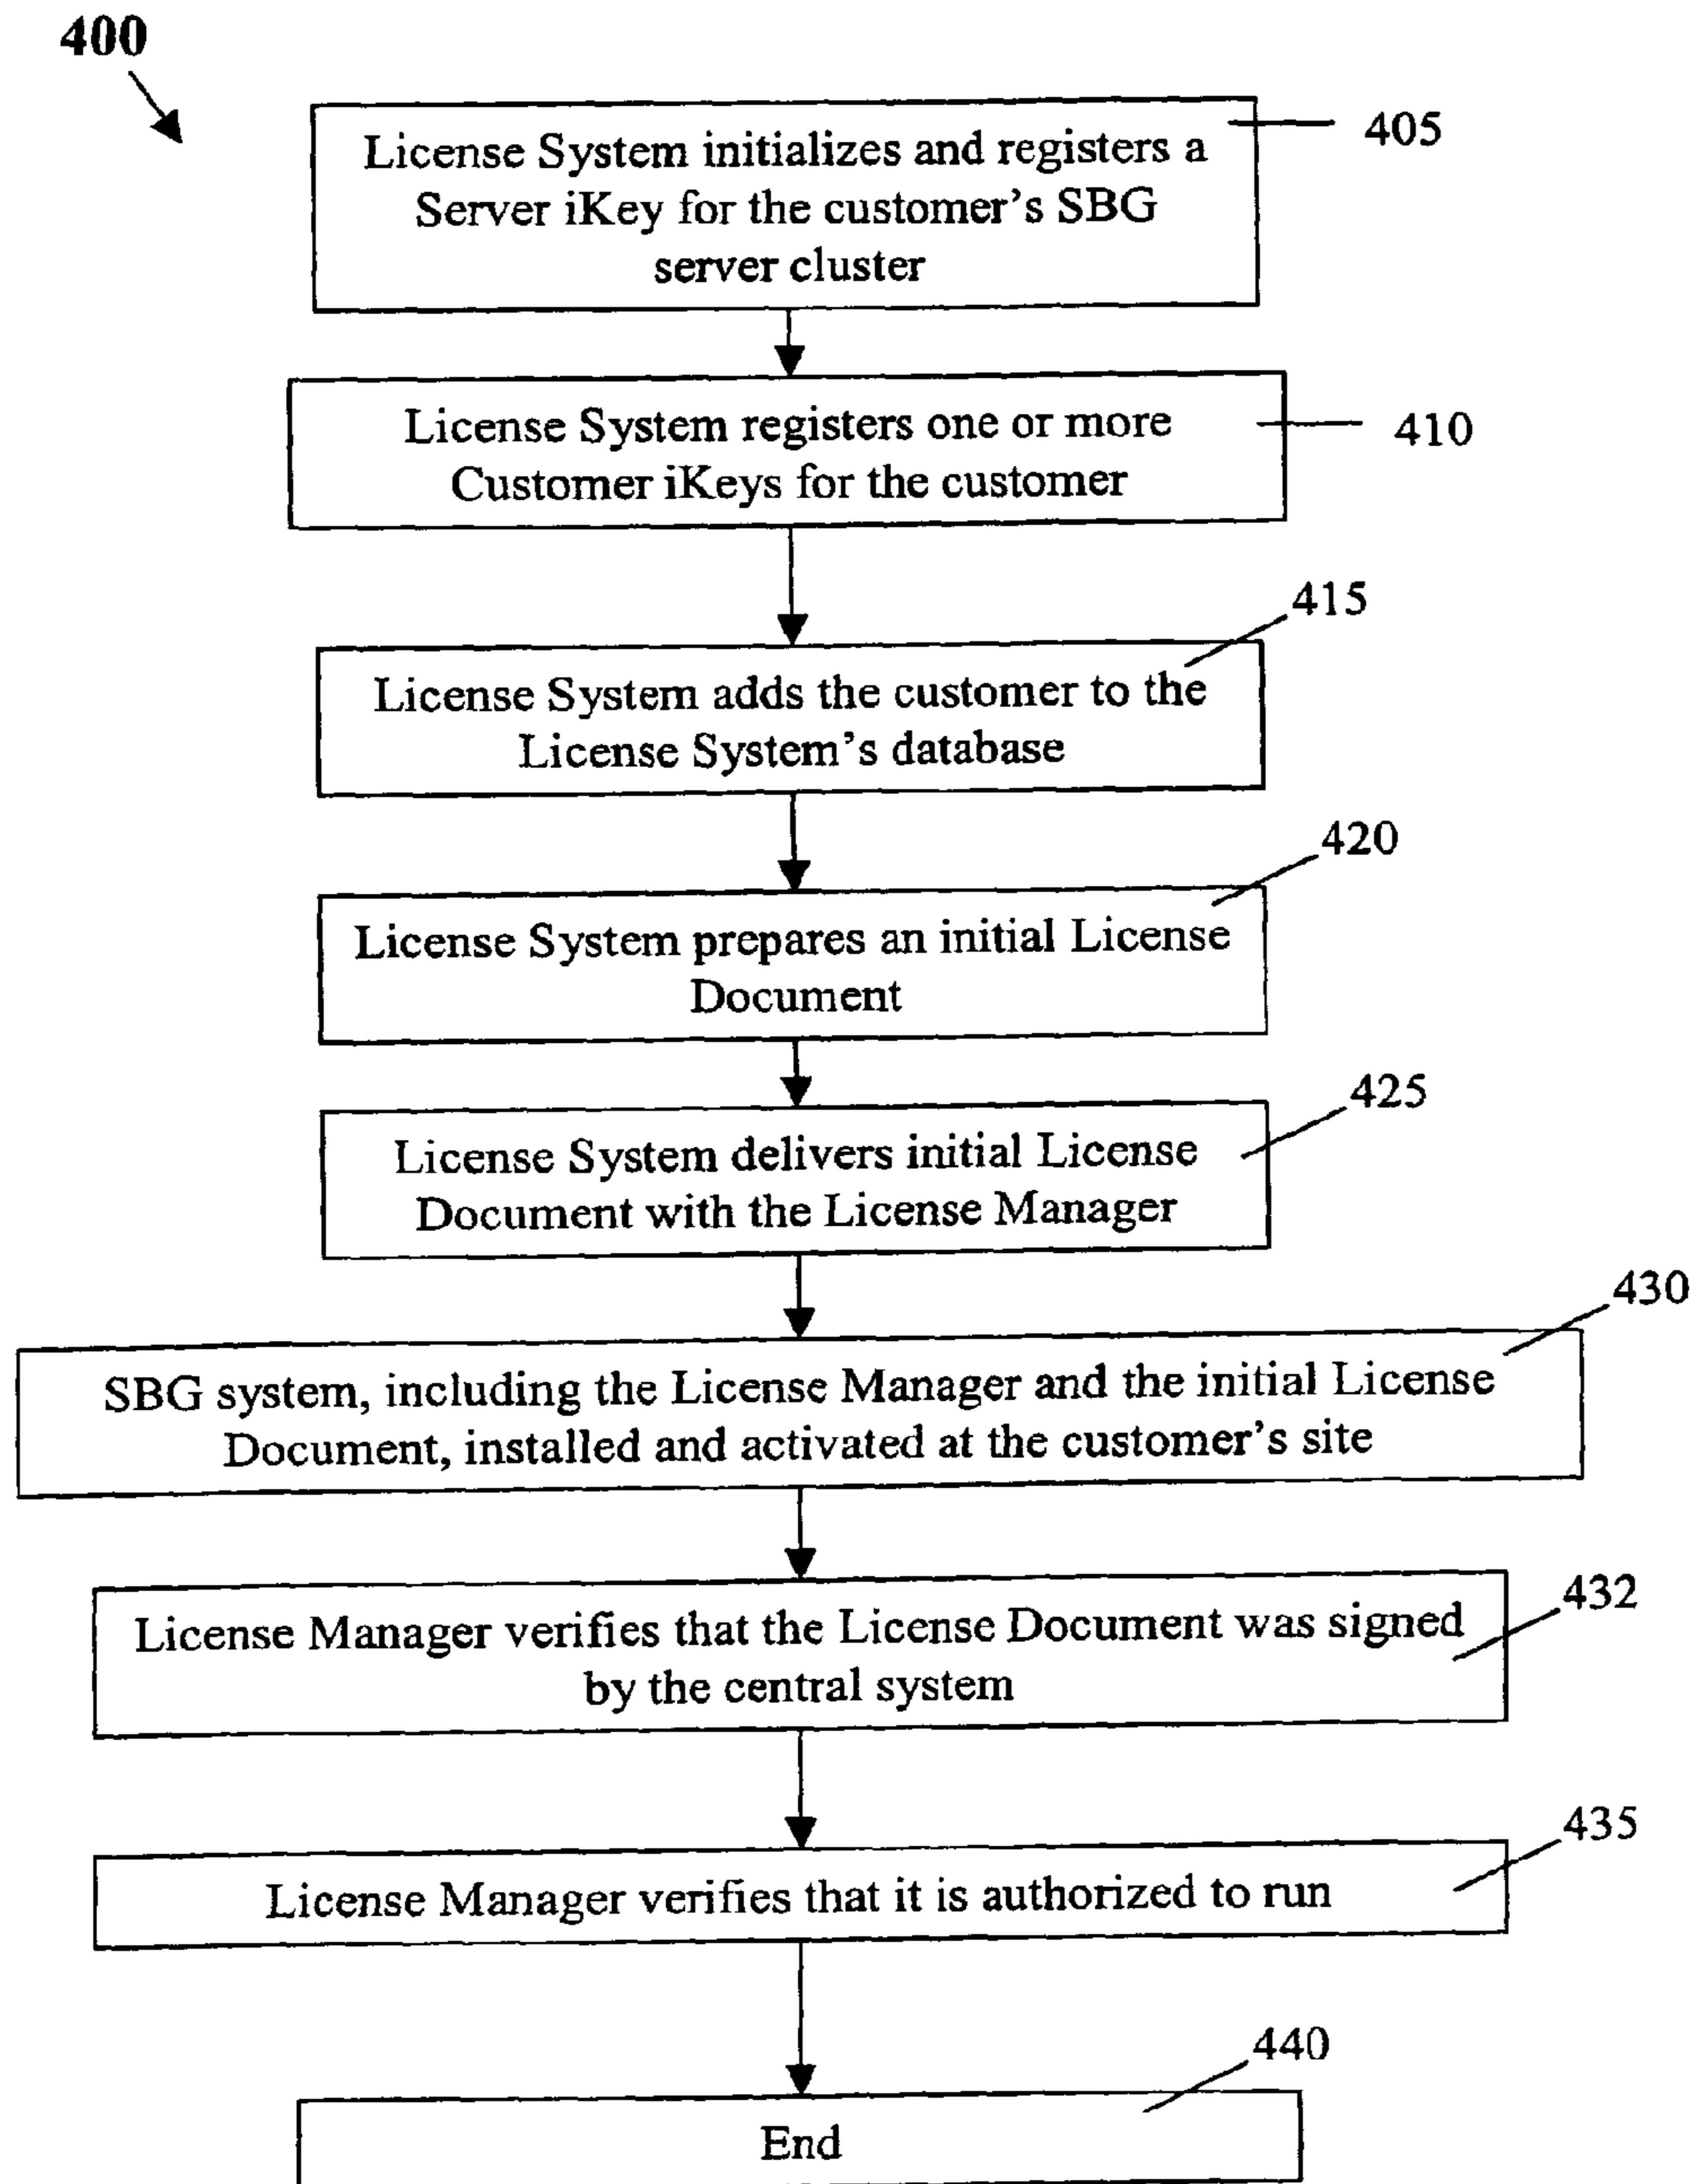 400
License System initializes and registers a
Server iKey for the customer's SBG
server cluster
405
License System registers one or more
Customer iKeys for the customer
410
415
License System adds the customer to the
License System's database
420
License System prepares an initial License
Document
425
License System delivers initial License
Document with the License Manager
430
SBG system, including the License Manager and the initial License
Document, installed and activated at the customer's site
432
License Manager verifies that the License Document was signed
by the central system
435
License Manager verifies that it is authorized to run
440
End